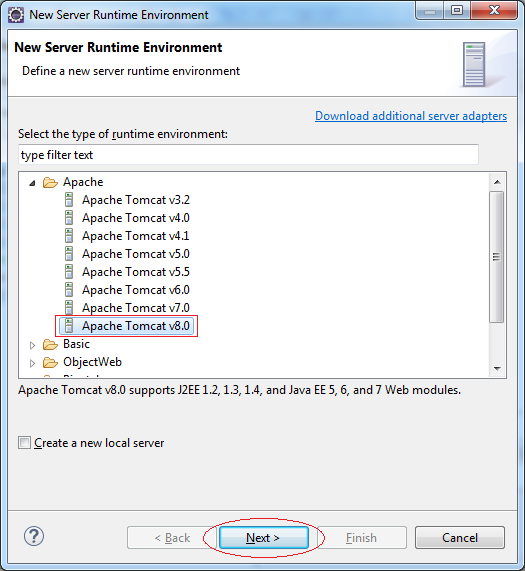 New Server Runtime Environment
New Server Runtime Environment
Define a new server runtime environment
Download additional server adapters
Select the type of runtime environment:
type filter text
Apache
Apache Tomcat v3.2
Apache Tomcat v4.0
Apache Tomcat v4.1
Apache Tomcat v5.0
Apache Tomcat v5.5
Apache Tomcat v6.0
Apache Tomcat v7.0
Apache Tomcat v8.0
Basic
ObjectWeb
Apache Tomcat v8.0 supports J2EE 1.2, 1.3, 1.4, and Java EE 5, 6, and 7 Web modules.
Create a new local server
? < Back Next > Finish Cancel